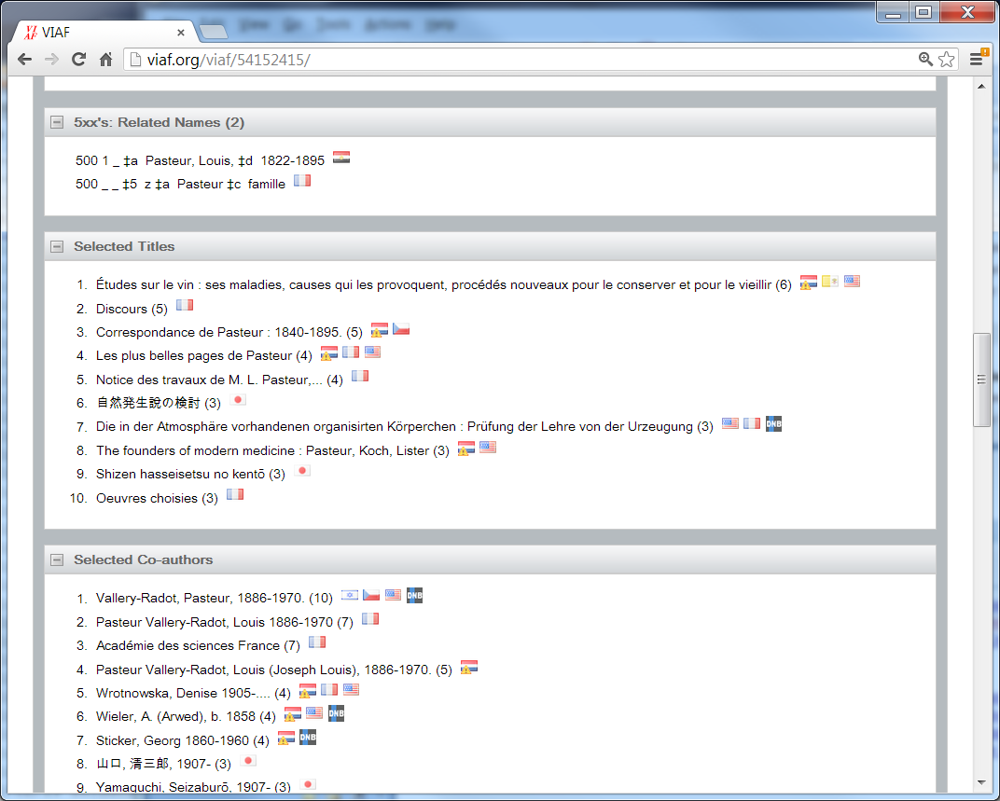 View Go Tools Actions Help
VIAF
viaf.org/viaf/54152415/
5xx's: Related Names (2)
500 1 _ ‡a Pasteur, Louis, ‡d 1822-1895
500 _ _ ‡5 z ‡a Pasteur ‡c famille
Selected Titles
1. Études sur le vin : ses maladies, causes qui les provoquent, procédés nouveaux pour le conserver et pour le vieillir (6)
2. Discours (5)
3. Correspondance de Pasteur : 1840-1895. (5)
4. Les plus belles pages de Pasteur (4)
5. Notice des travaux de M. L. Pasteur,... (4)
6. 自然発生說の検討 (3)
7. Die in der Atmosphäre vorhandenen organisirten Körperchen : Prüfung der Lehre von der Urzeugung (3) DNB
8. The founders of modern medicine : Pasteur, Koch, Lister (3)
9. Shizen hasseisetsu no kentō (3)
10. Oeuvres choisies (3)
Selected Co-authors
1. Vallery-Radot, Pasteur, 1886-1970. (10) DNB
2. Pasteur Vallery-Radot, Louis 1886-1970 (7)
3. Académie des sciences France (7)
4. Pasteur Vallery-Radot, Louis (Joseph Louis), 1886-1970. (5)
5. Wrotnowska, Denise 1905-.... (4)
6. Wieler, A. (Arwed), b. 1858 (4) DNB
7. Sticker, Georg 1860-1960 (4) DNB
8. 山口, 清三郎, 1907- (3)
9. Yamaguchi, Seizaburō, 1907- (3)